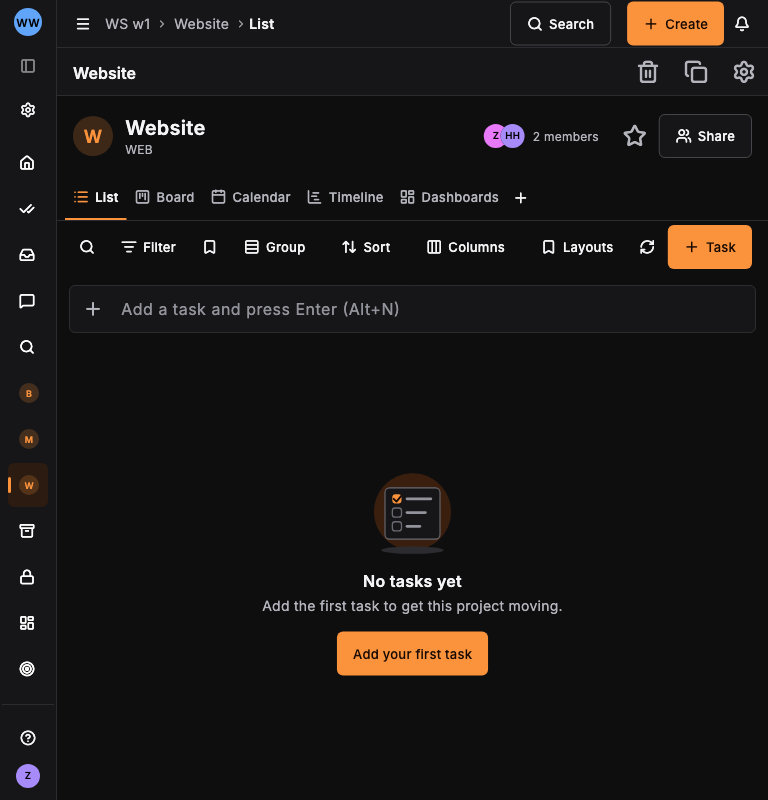 WW
WS w1 > Website > List
Search
Create
Website
W
Website
WEB
Z HH 2 members
Share
List Board Calendar Timeline Dashboards
Filter Group Sort Columns Layouts Task
Add a task and press Enter (Alt+N)
B
M
W
No tasks yet
Add the first task to get this project moving.
Add your first task
Z